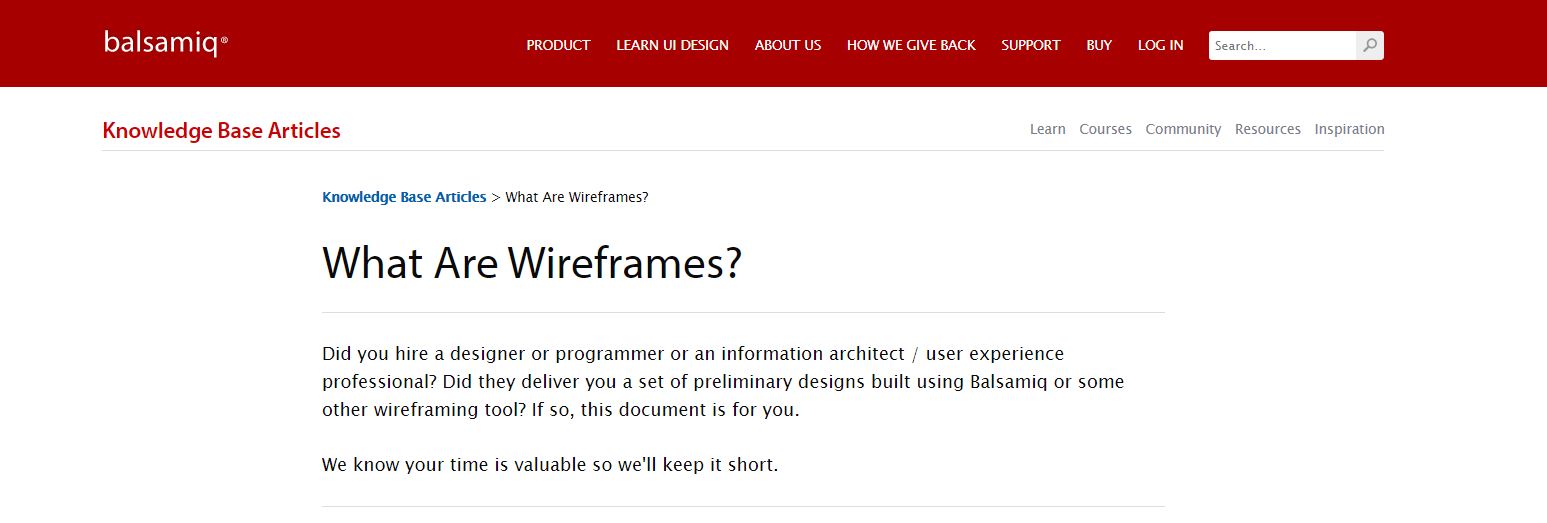 balsamiq®
PRODUCT LEARN UI DESIGN ABOUT US HOW WE GIVE BACK SUPPORT BUY LOG IN Search...
Knowledge Base Articles
Learn Courses Community Resources Inspiration
Knowledge Base Articles > What Are Wireframes?
What Are Wireframes?
Did you hire a designer or programmer or an information architect / user experience
professional? Did they deliver you a set of preliminary designs built using Balsamiq or some
other wireframing tool? If so, this document is for you.
We know your time is valuable so we'll keep it short.